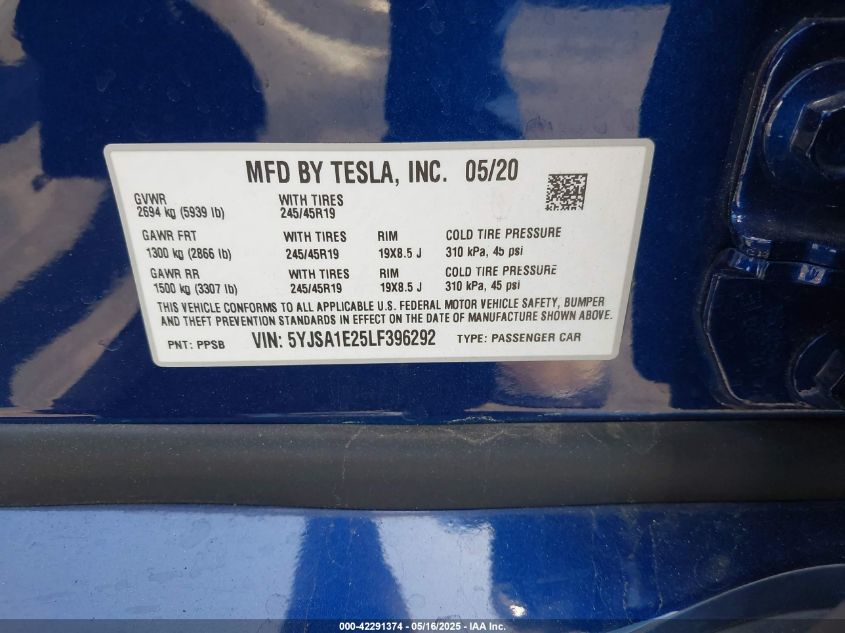 MFD BY TESLA, INC. 05/20
GVWR WITH TIRES
2694 kg (5939 lb) 245/45R19
GAWR FRT WITH TIRES RIM COLD TIRE PRESSURE
1300 kg (2866 lb) 245/45R19 19X8.5 J 310 kPa, 45 psi
GAWR RR WITH TIRES RIM COLD TIRE PRESSURE
1500 kg (3307 lb) 245/45R19 19X8.5 J 310 kPa, 45 psi
THIS VEHICLE CONFORMS TO ALL APPLICABLE U.S. FEDERAL MOTOR VEHICLE SAFETY, BUMPER
AND THEFT PREVENTION STANDARDS IN EFFECT ON THE DATE OF MANUFACTURE SHOWN ABOVE.
PNT: PPSB VIN: 5YJSA1E25LF396292 TYPE: PASSENGER CAR
000-42291374 - 05/16/2025 - IAA Inc.